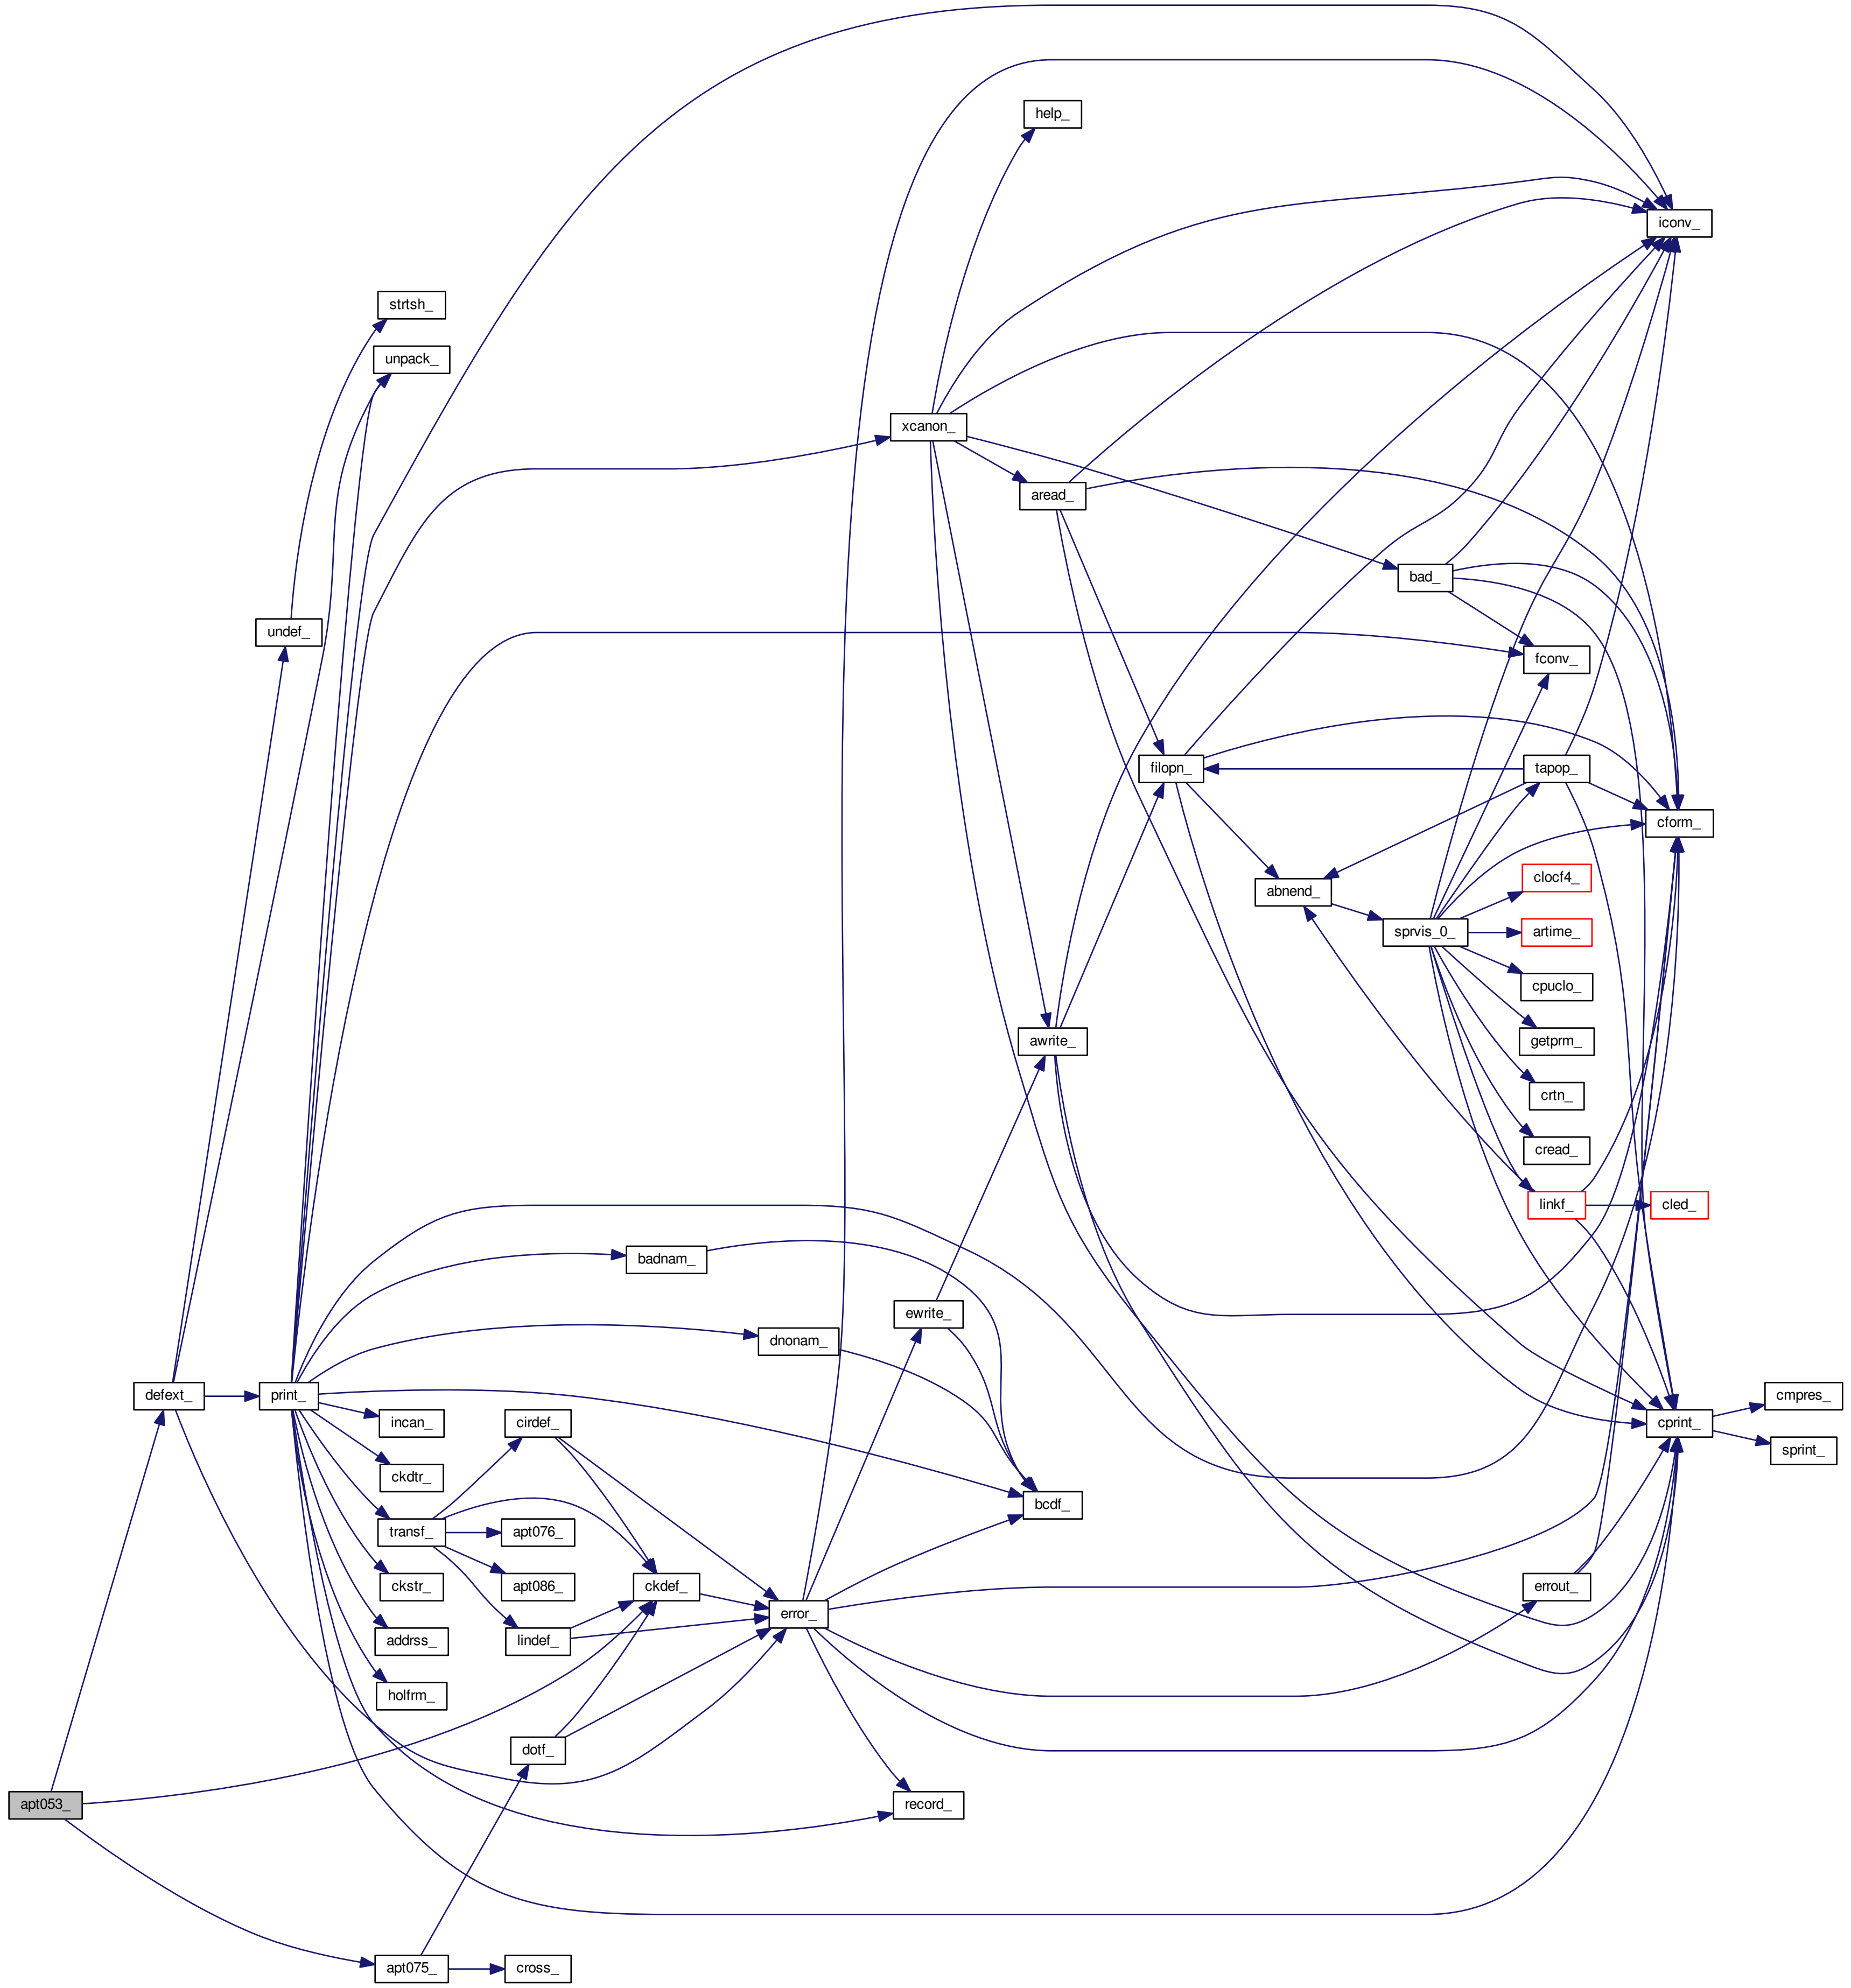 help_
iconv_
strtsh_
unpack_
xcanon_
aread_
bad_
undef_
fconv_
filopn_
tapop_
cform_
clocf4_
abnend_
artime_
sprvis_0_
cpuclo_
awrite_
getprm_
crtn_
cread_
linkf_
cled_
badnam_
ewrite_
dnonam_
defext_
print_
cmpres_
incan_
cirdef_
cprint_
sprint_
ckdtr_
bcdf_
transf_
apt076_
ckstr_
apt086_
ckdef_
errout_
error_
addrss_
lindef_
holfrm_
dotf_
apt053_
record_
apt075_
cross_